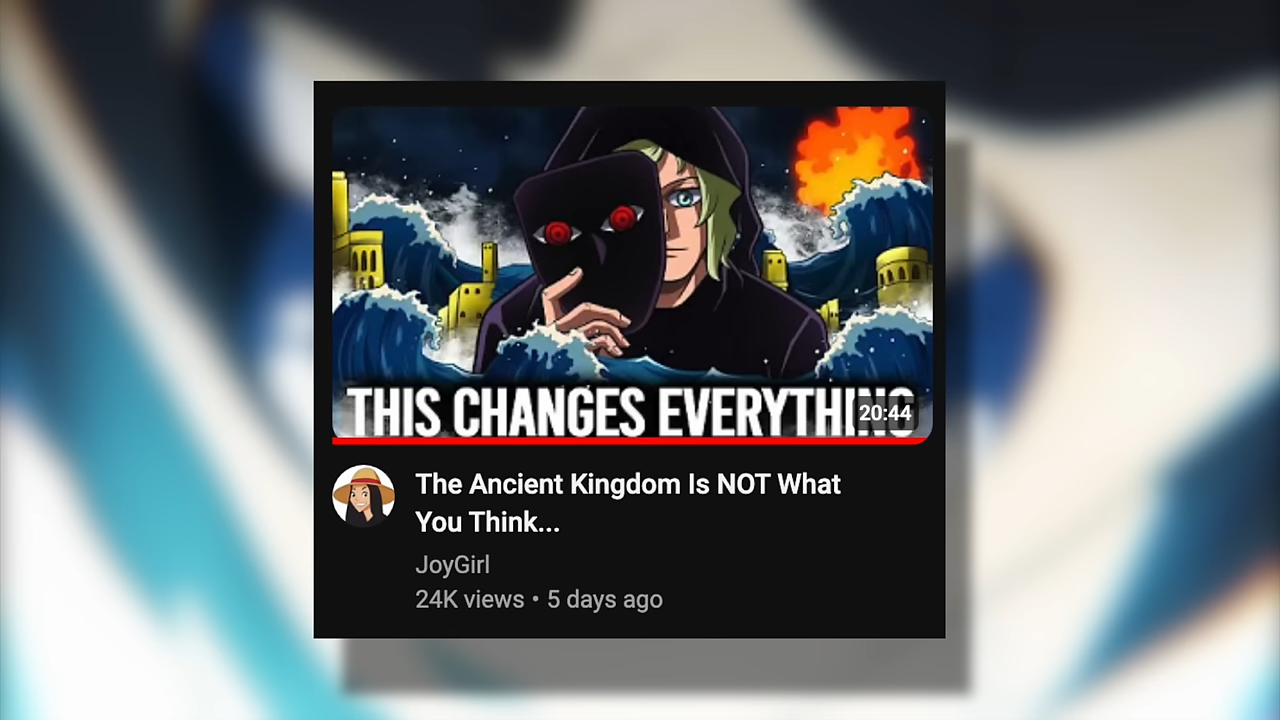 THIS CHANGES EVERYTHING
20:44
The Ancient Kingdom Is NOT What
You Think...
JoyGirl
24K views • 5 days ago